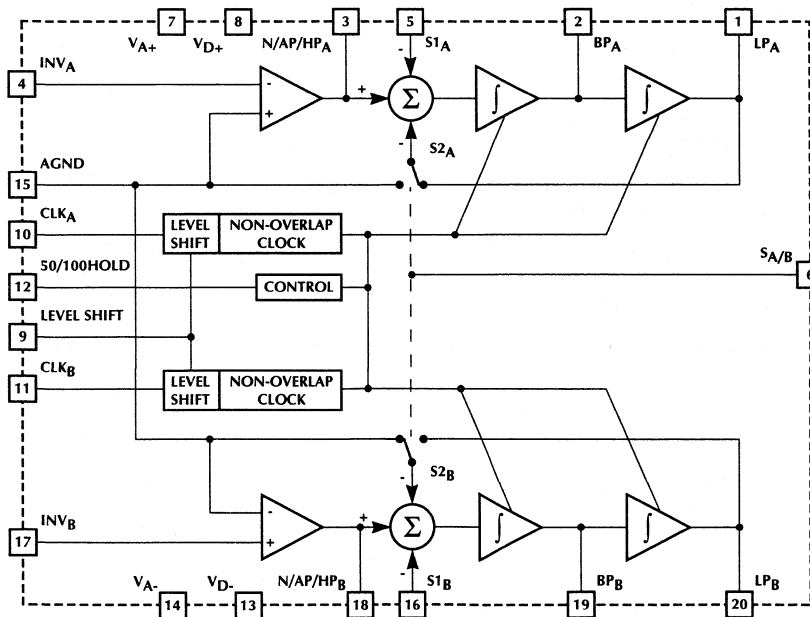 7 8 3 5 2 1
VA+ VD+ N/AP/HPA S1A BPA LPA
4 INVA
- + + - Σ ∫ ∫
- S2A
15 AGND
10 CLKA LEVEL SHIFT NON-OVERLAP CLOCK
SA/B 6
12 50/100HOLD CONTROL
9 LEVEL SHIFT
11 CLKB LEVEL SHIFT NON-OVERLAP CLOCK
- S2B
17 INVB
- + + Σ ∫ ∫
VA- VD- N/AP/HPB - S1B BPB LPB
14 13 18 16 19 20